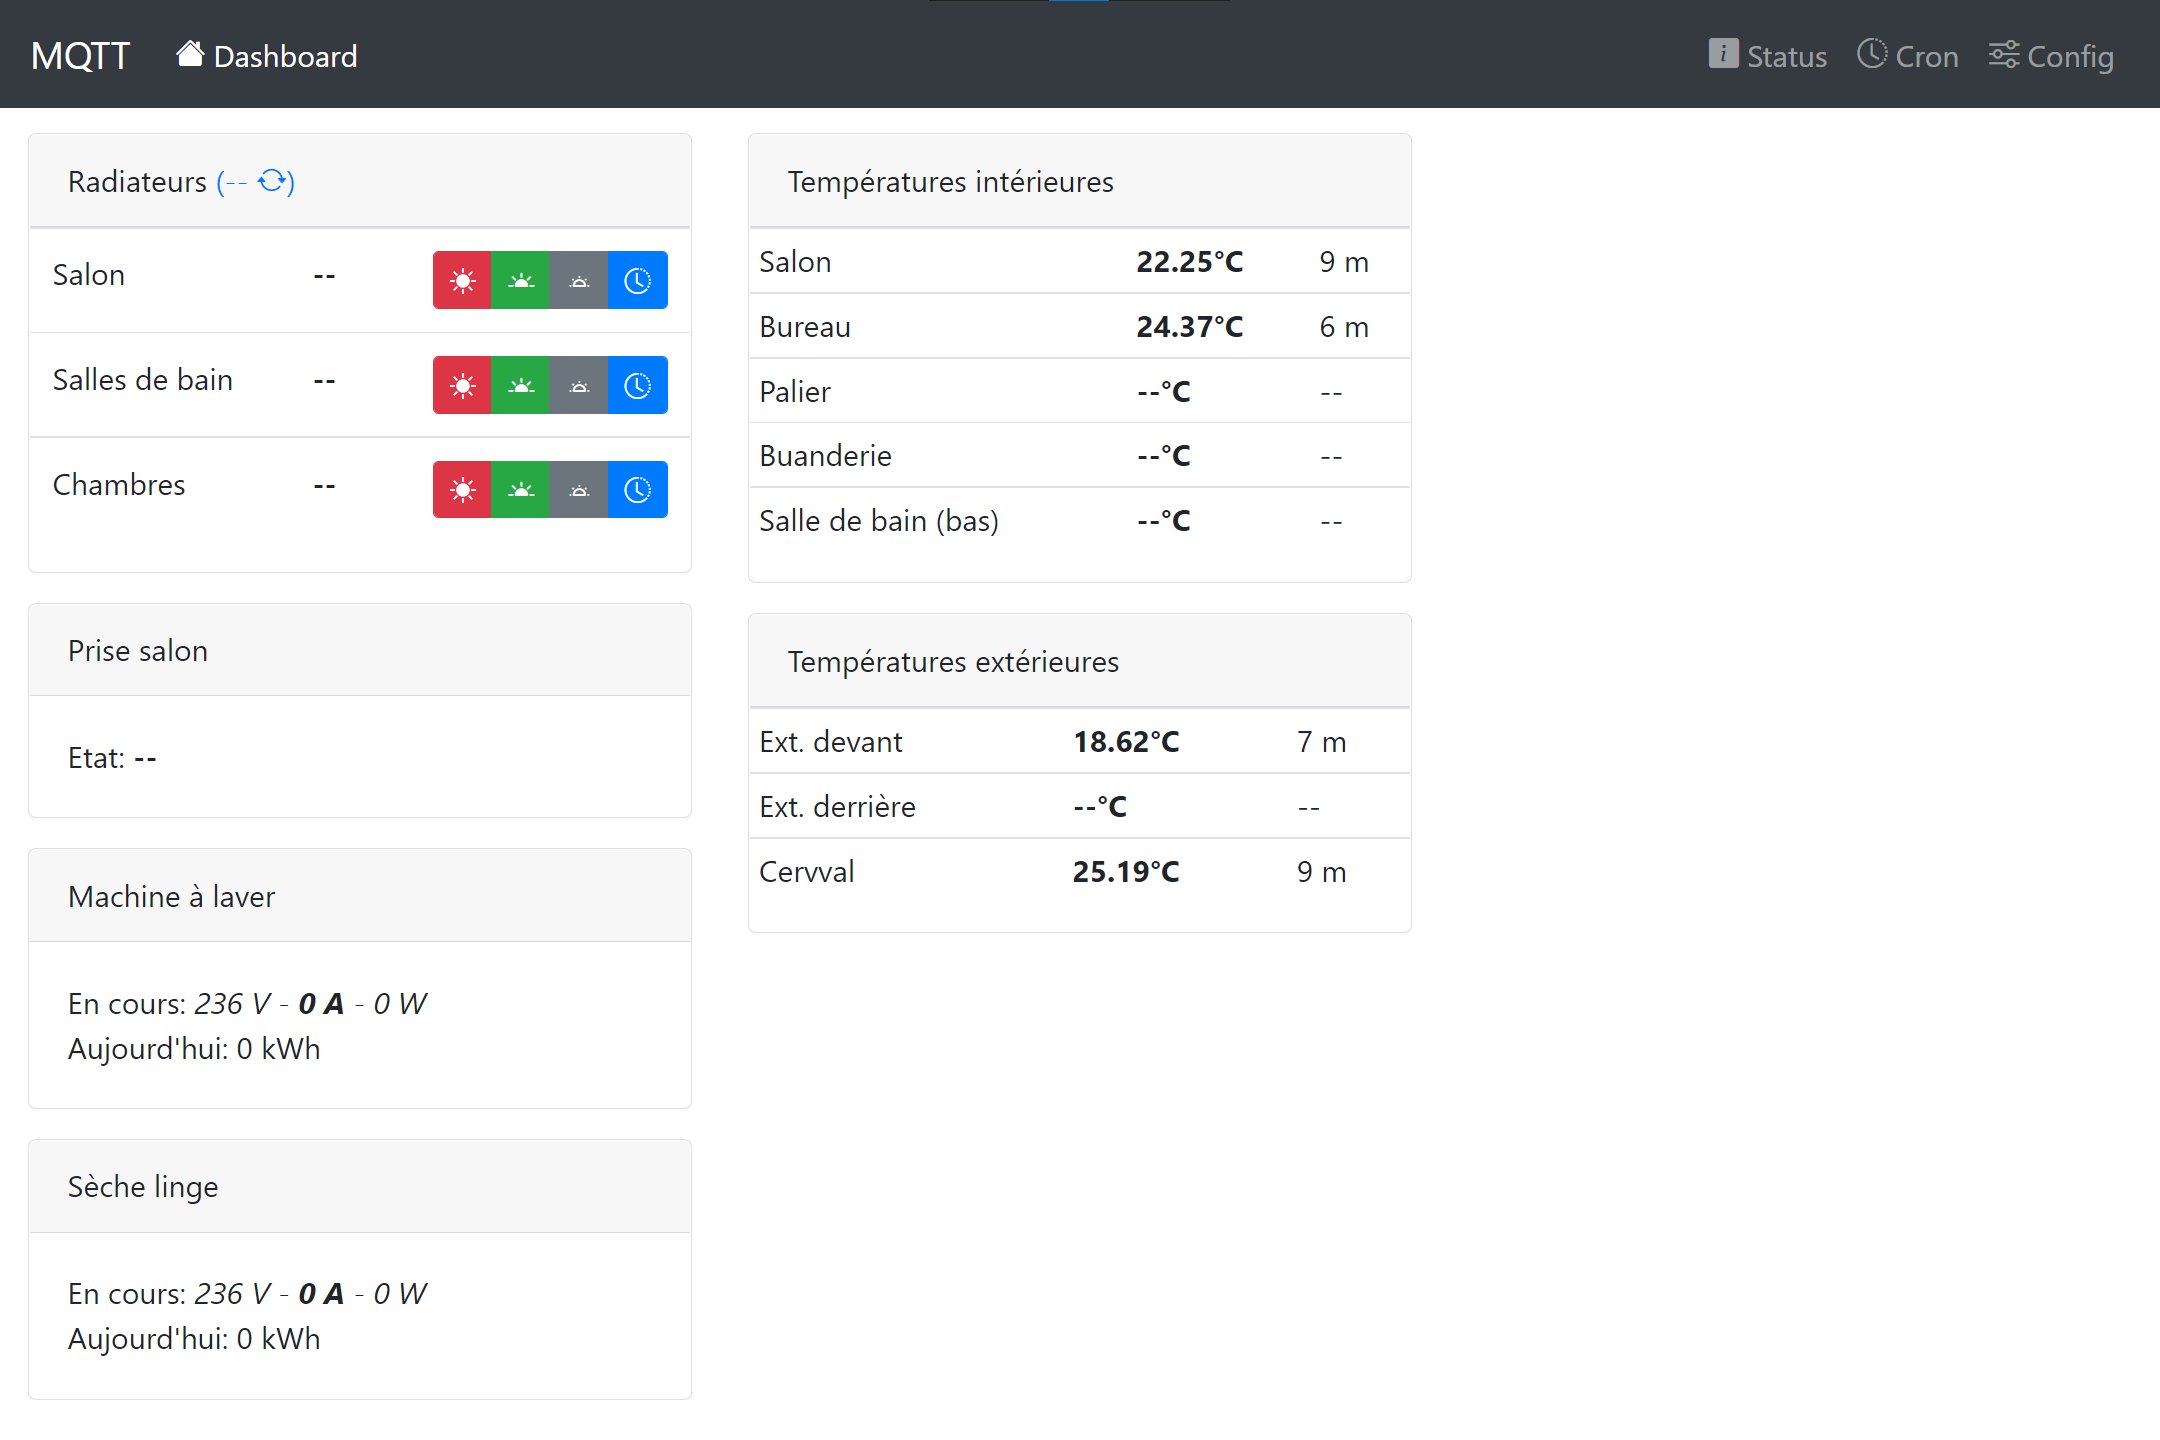 MQTT Dashboard Status Cron Config
Radiateurs (-- )
Salon --
Salles de bain --
Chambres --
Prise salon
Etat: --
Machine à laver
En cours: 236 V - 0 A - 0 W
Aujourd'hui: 0 kWh
Sèche linge
En cours: 236 V - 0 A - 0 W
Aujourd'hui: 0 kWh
Températures intérieures
Salon 22.25°C 9 m
Bureau 24.37°C 6 m
Palier --°C --
Buanderie --°C --
Salle de bain (bas) --°C --
Températures extérieures
Ext. devant 18.62°C 7 m
Ext. derrière --°C --
Cervval 25.19°C 9 m